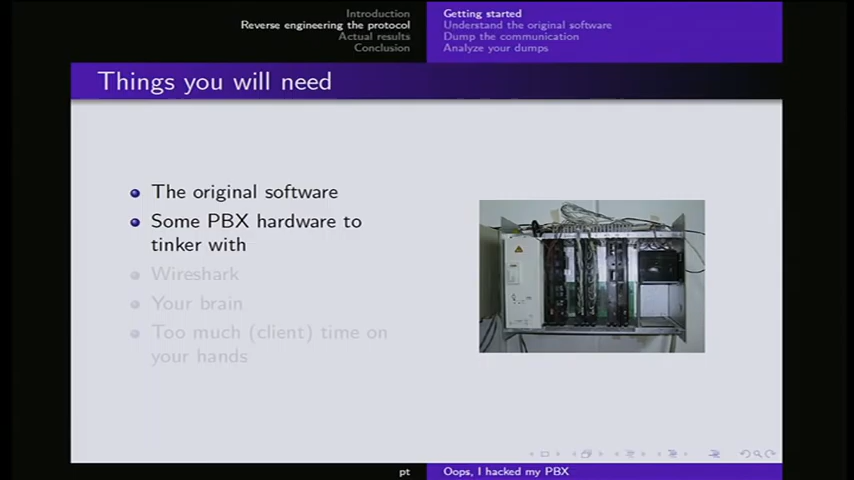 Introduction
Reverse engineering the protocol
Actual results
Conclusion
Getting started
Understand the original software
Dump the communication
Analyze your dumps
Things you will need
The original software
Some PBX hardware to
tinker with
Wireshark
Your brain
Too much (client) time on
your hands
pt
Oops, I hacked my PBX